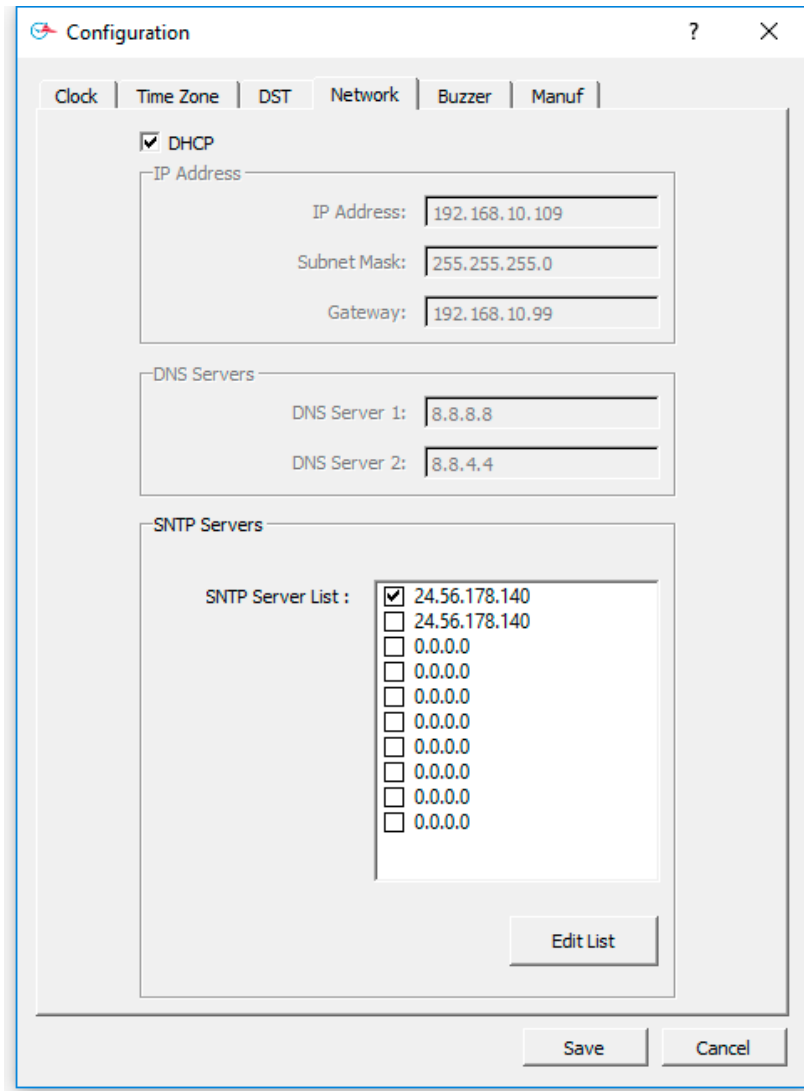 Configuration ?
Clock Time Zone DST Network Buzzer Manuf
DHCP
IP Address
IP Address: 192.168.10.109
Subnet Mask: 255.255.255.0
Gateway: 192.168.10.99
DNS Servers
DNS Server 1: 8.8.8.8
DNS Server 2: 8.8.4.4
SNTP Servers
SNTP Server List : 24.56.178.140
24.56.178.140
0.0.0.0
0.0.0.0
0.0.0.0
0.0.0.0
0.0.0.0
0.0.0.0
0.0.0.0
0.0.0.0
Edit List
Save Cancel